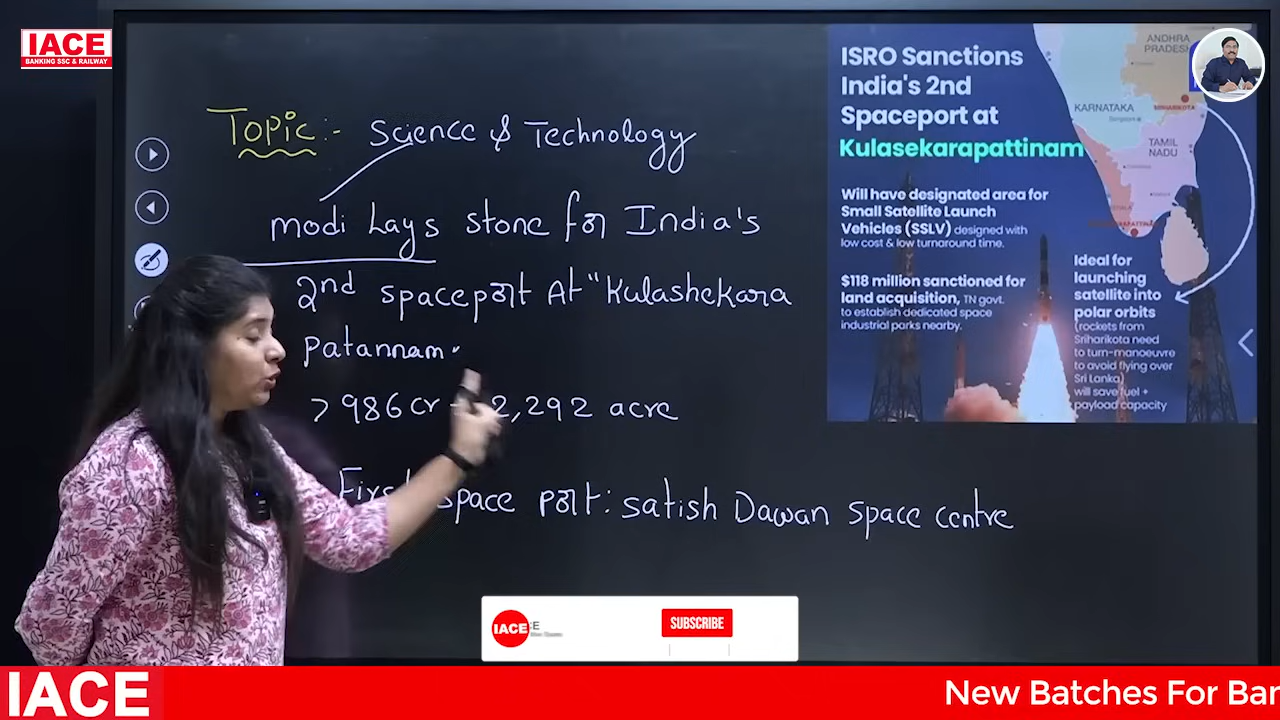 IACE
BANKING SSC & RAILWAY
Topic:- Science & Technology
modi Lays stone for India's
2nd spaceport At "Kulashekara
Patannam.
> 986 cr - 2,292 acre
First space port: Satish Dawan space centre
ISRO Sanctions
India's 2nd
Spaceport at
Kulasekarapattinam
Will have designated area for
Small Satellite Launch
Vehicles (SSLV) designed with
low cost & low turnaround time.
$118 million sanctioned for
land acquisition, TN govt.
to establish dedicated space
industrial parks nearby.
ANDHRA
PRADESH
KARNATAKA
SRIHARIKOTA
TAMIL
NADU
Ideal for
launching
satellite into
polar orbits
(rockets from
Sriharikota need
to turn-manoeuvre
to avoid flying over
Sri Lanka)
will save fuel +
payload capacity
IACE
SUBSCRIBE
IACE
New Batches For Ban